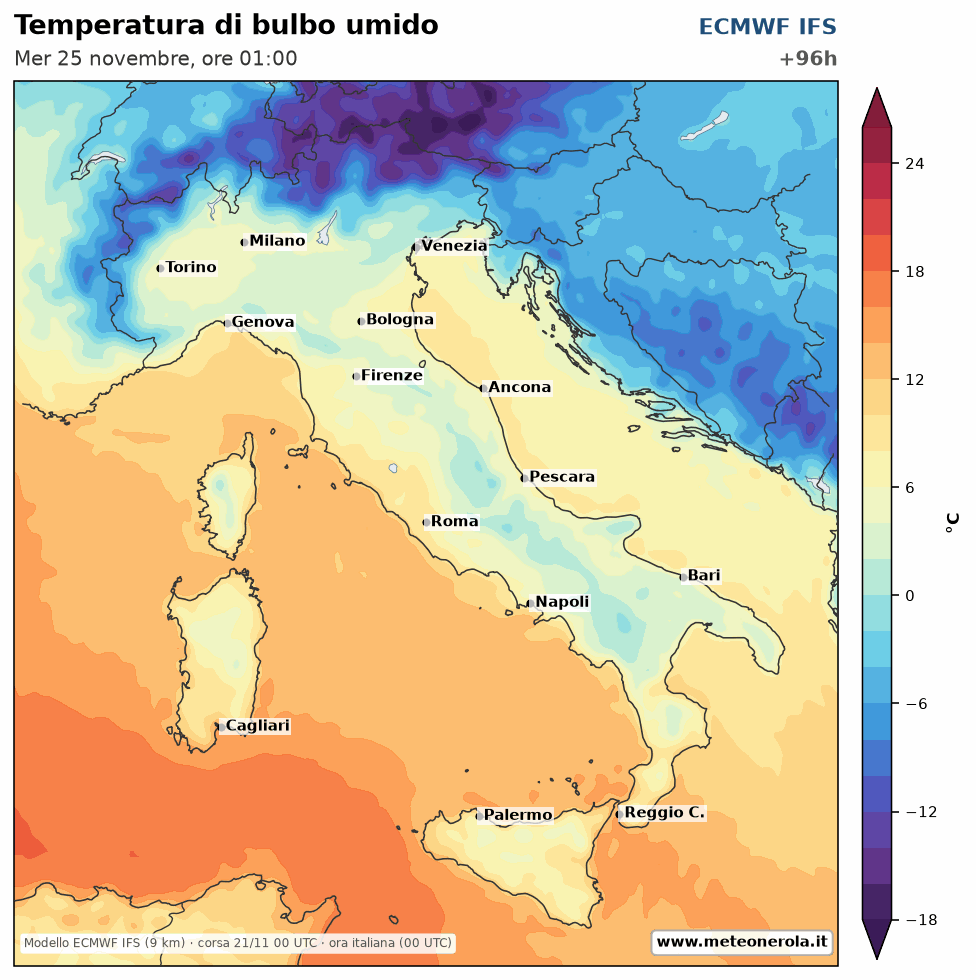 Temperatura di bulbo umido
ECMWF IFS
Mer 25 novembre, ore 01:00
+96h
Milano
Venezia
Torino
Genova
Bologna
Firenze
Ancona
Pescara
Roma
Bari
Napoli
Cagliari
Palermo
Reggio C.
24
18
12
6
0
−6
−12
−18
°C
Modello ECMWF IFS (9 km) · corsa 21/11 00 UTC · ora italiana (00 UTC)
www.meteonerola.it